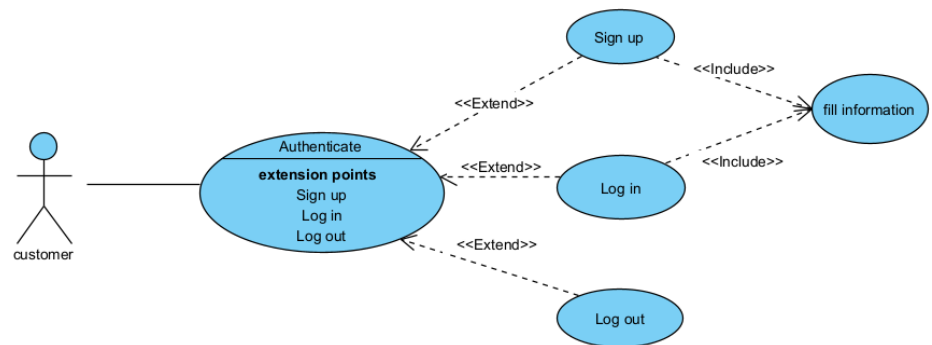 Sign up
<<Include>>
<<Extend>>
fill information
Authenticate
extension points
Sign up
Log in
Log out
<<Extend>>
Log in
<<Include>>
customer
<<Extend>>
Log out